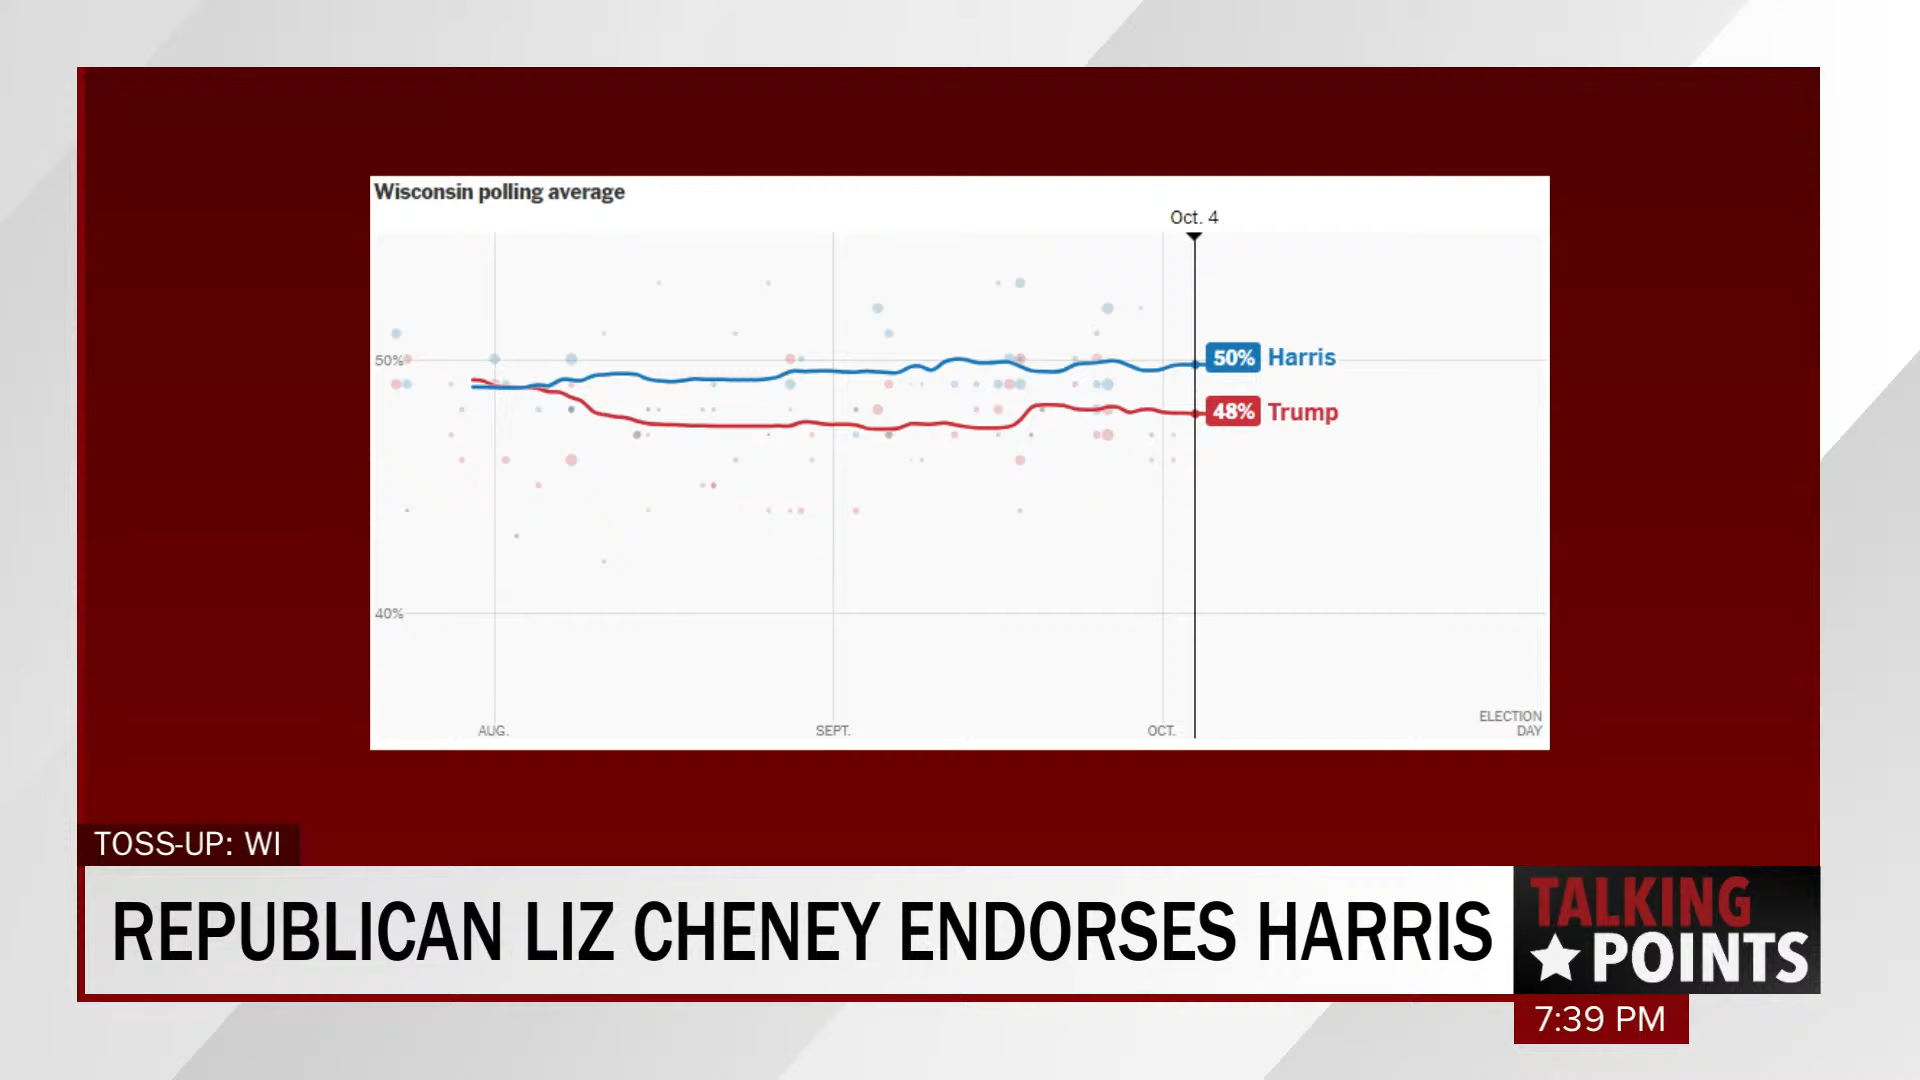 Wisconsin polling average
Oct. 4
50%
50% Harris
48% Trump
40%
ELECTION
DAY
AUG.
SEPT.
OCT.
TOSS-UP: WI
REPUBLICAN LIZ CHENEY ENDORSES HARRIS
TALKING
POINTS
7:39 PM